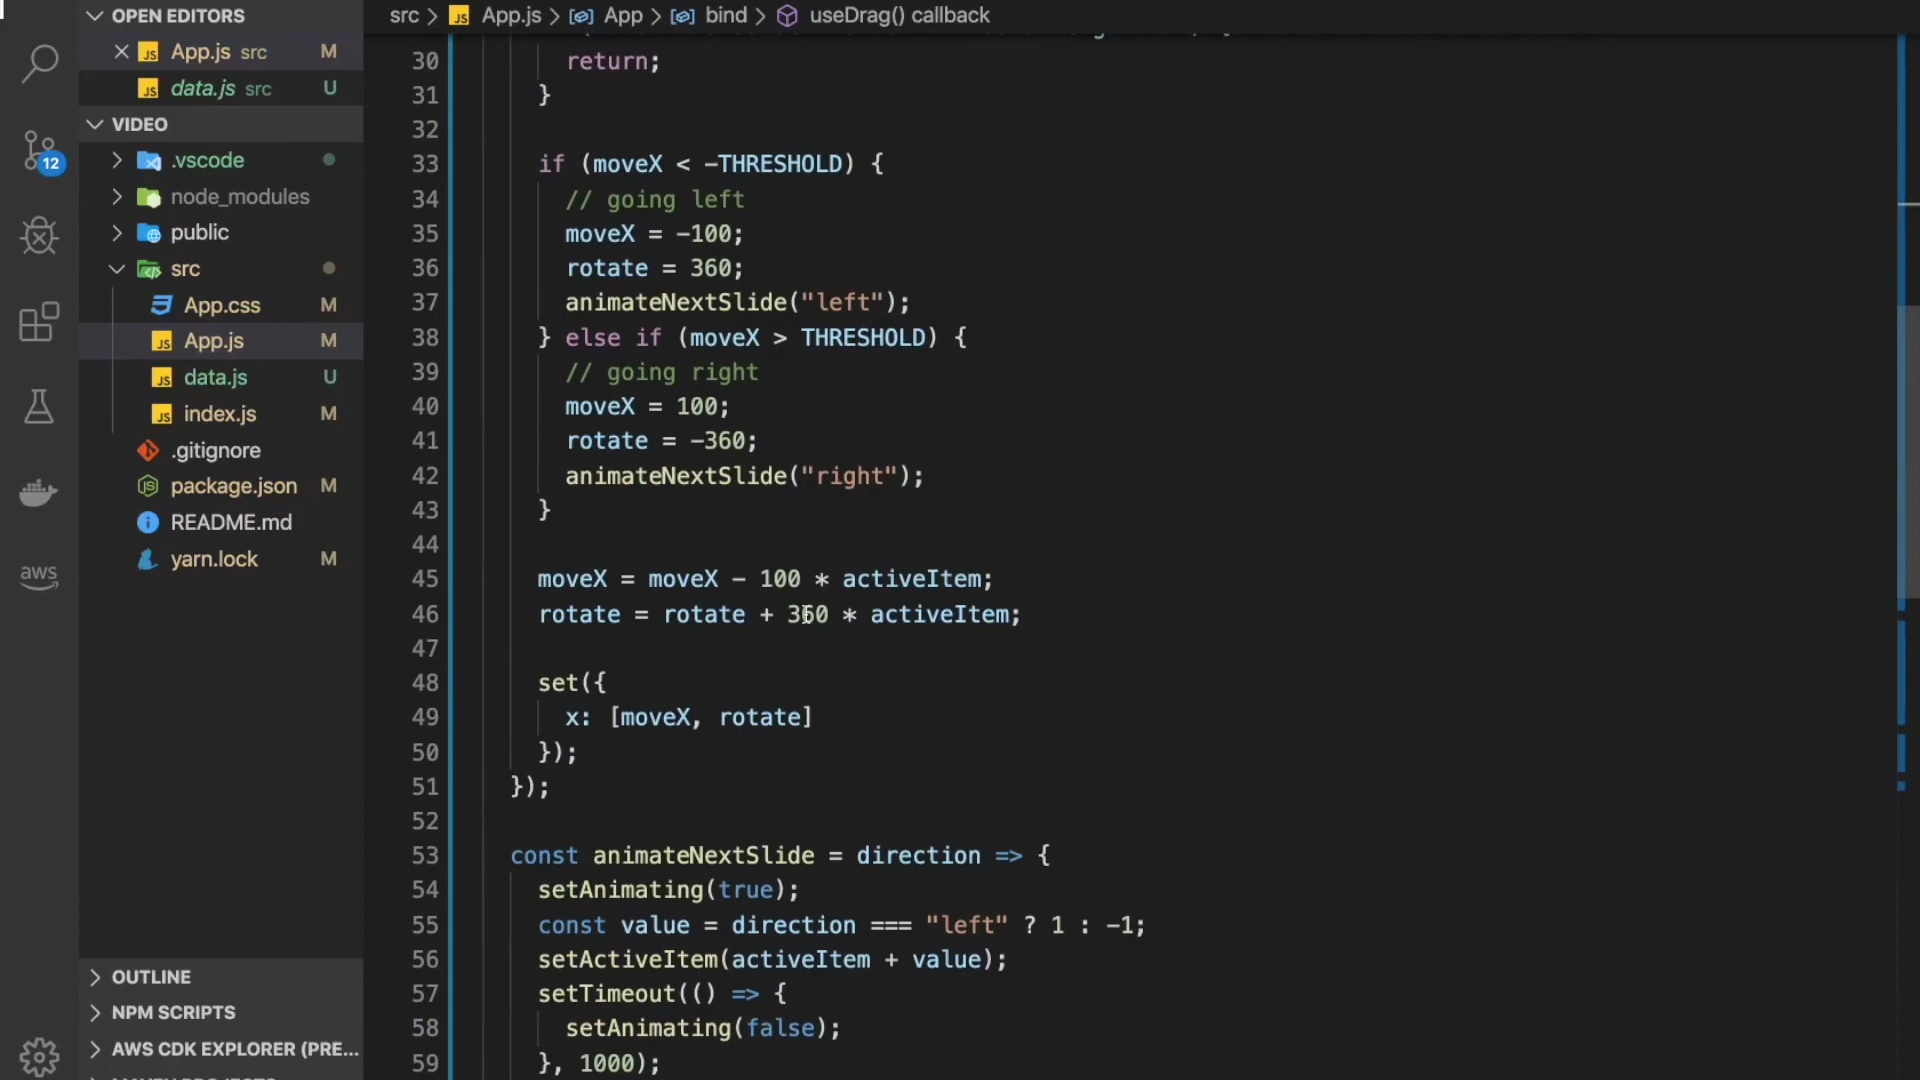 OPEN EDITORS
App.js src M
data.js src U
VIDEO
.vscode
node_modules
public
src
App.css M
App.js M
data.js U
index.js M
.gitignore
package.json M
README.md
yarn.lock M
OUTLINE
NPM SCRIPTS
AWS CDK EXPLORER (PRE...
12
aws
src > JS App.js > App > bind > useDrag() callback
30 return;
31 }
32
33 if (moveX < -THRESHOLD) {
34 // going left
35 moveX = -100;
36 rotate = 360;
37 animateNextSlide("left");
38 } else if (moveX > THRESHOLD) {
39 // going right
40 moveX = 100;
41 rotate = -360;
42 animateNextSlide("right");
43 }
44
45 moveX = moveX - 100 * activeItem;
46 rotate = rotate + 360 * activeItem;
47
48 set({
49 x: [moveX, rotate]
50 });
51 });
52
53 const animateNextSlide = direction => {
54 setAnimating(true);
55 const value = direction === "left" ? 1 : -1;
56 setActiveItem(activeItem + value);
57 setTimeout(() => {
58 setAnimating(false);
59 }, 1000);